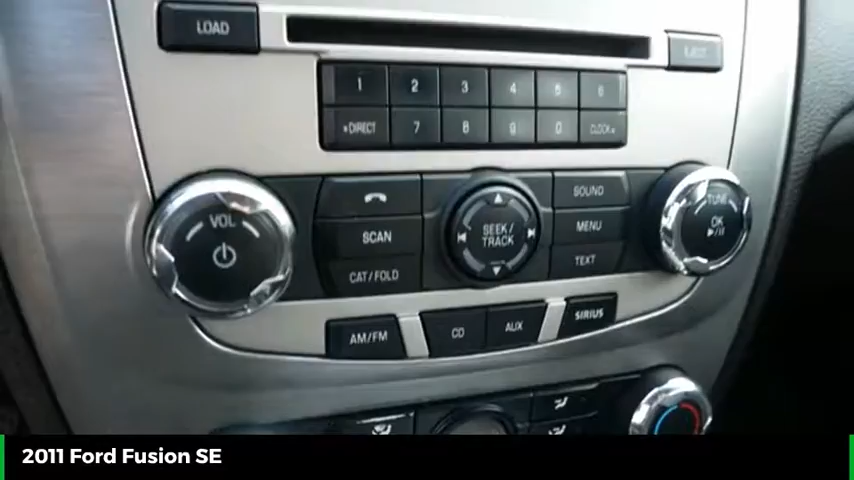 LOAD
EJECT
1 2 3 4 5 6
DIRECT 7 8 9 0 CLOCK
VOL
SCAN
CAT/FOLD
SEEK/
TRACK
SOUND
MENU
TEXT
TUNE
OK
AM/FM
CD
AUX
SIRIUS
2011 Ford Fusion SE